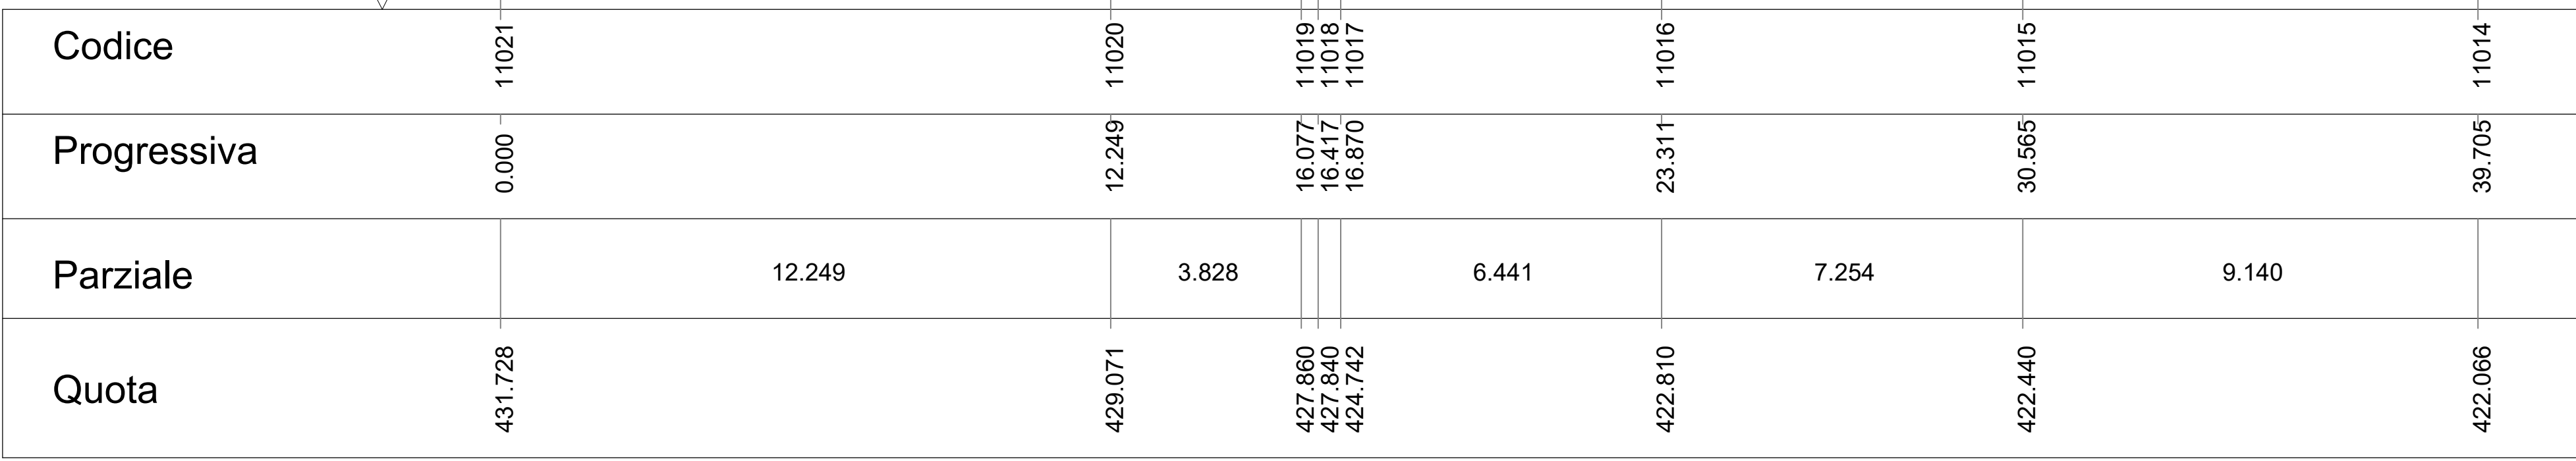 Codice 11021 11020 11019 11018 11017 11016 11015 11014
Progressiva 0.000 12.249 16.077 16.417 16.870 23.311 30.565 39.705
Parziale 12.249 3.828 6.441 7.254 9.140
Quota 431.728 429.071 427.860 427.840 424.742 422.810 422.440 422.066